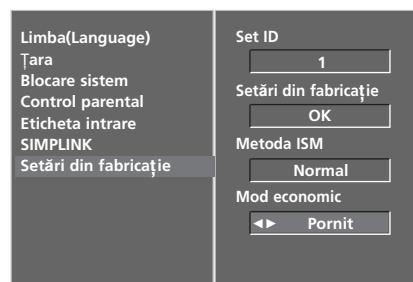 Limba(Language)
Țara
Blocare sistem
Control parental
Eticheta intrare
SIMPLINK
Setări din fabricație
Set ID
1
Setări din fabricație
OK
Metoda ISM
Normal
Mod economic
◄► Pornit